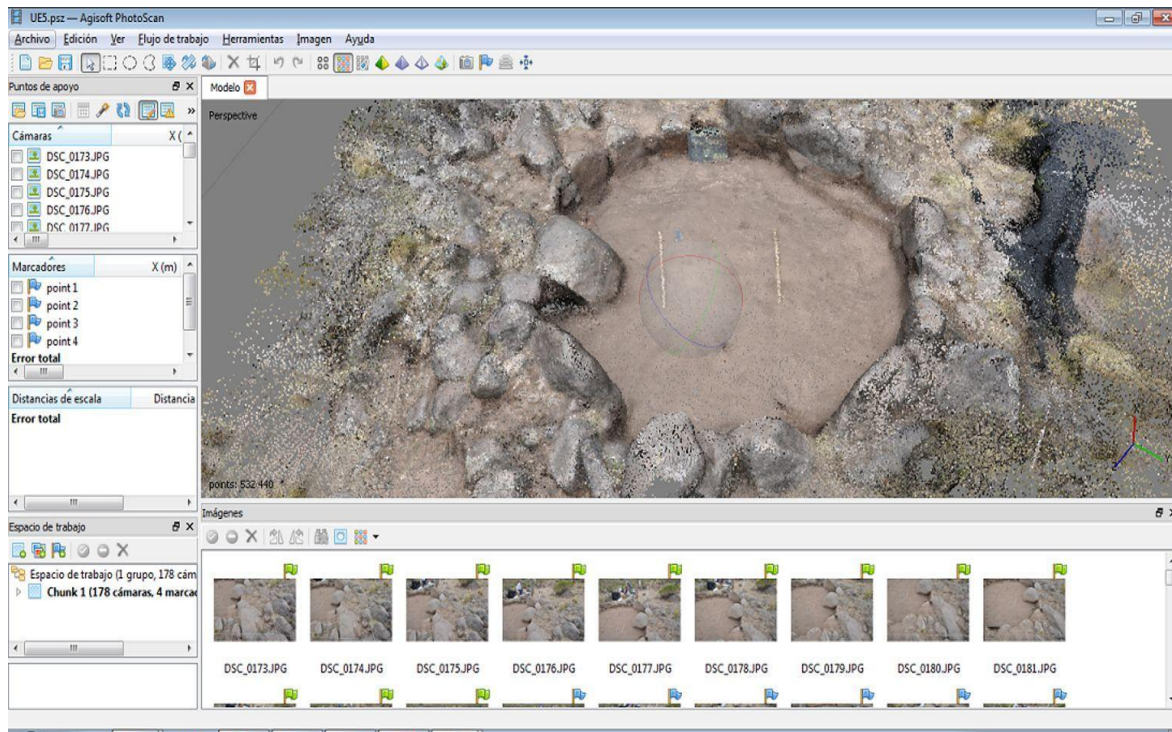 UE5.psz — Agisoft PhotoScan
Archivo Edición Ver Flujo de trabajo Herramientas Imagen Ayuda
Puntos de apoyo
»
Cámaras X (
DSC_0173.JPG
DSC_0174.JPG
DSC_0175.JPG
DSC_0176.JPG
DSC_0177.JPG
Marcadores X (m)
point 1
point 2
point 3
point 4
Error total
Distancias de escala Distancia
Error total
Espacio de trabajo
Espacio de trabajo (1 grupo, 178 cám
Chunk 1 (178 cámaras, 4 marcad
Modelo
Perspective
Y
points: 532 440
Imágenes
DSC_0173.JPG DSC_0174.JPG DSC_0175.JPG DSC_0176.JPG DSC_0177.JPG DSC_0178.JPG DSC_0179.JPG DSC_0180.JPG DSC_0181.JPG